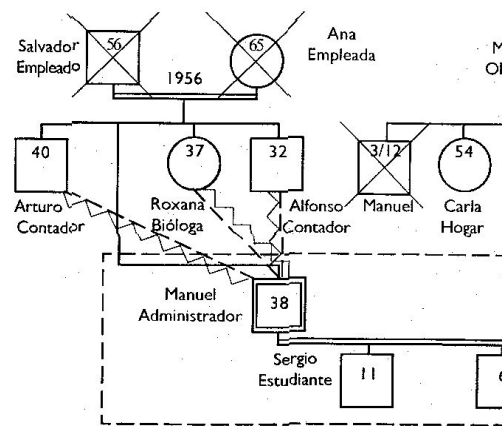 Salvador
Empleado
56
65
Ana
Empleada
1956
40
37
32
3/12
54
Arturo
Contador
Roxana
Bióloga
Alfonso
Contador
Manuel
Carla
Hogar
Manuel
Administrador
38
Sergio
Estudiante
11